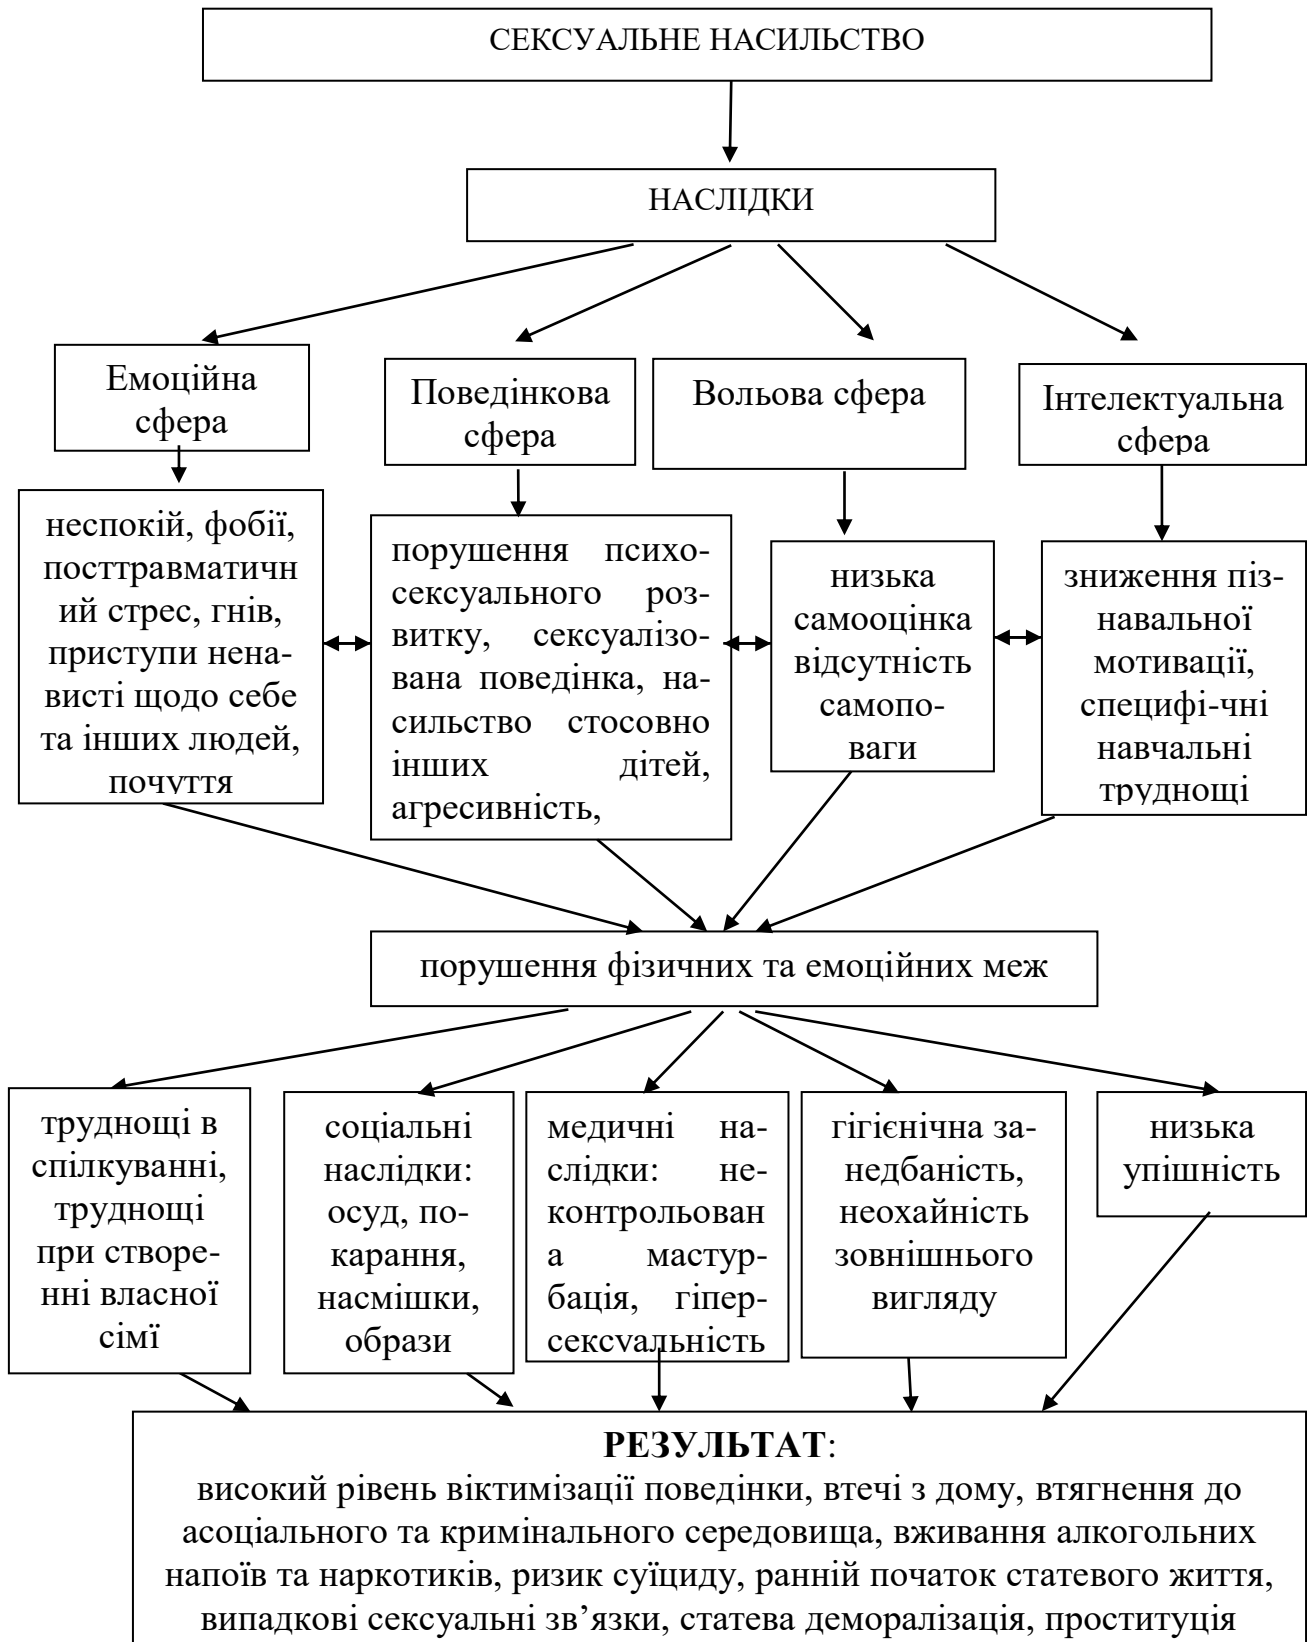 СЕКСУАЛЬНЕ НАСИЛЬСТВО
НАСЛІДКИ
Емоційна
сфера
Поведінкова
сфера
Вольова сфера
Інтелектуальна
сфера
неспокій, фобії,
посттравматичн
ий стрес, гнів,
приступи нена-
висті щодо себе
та інших людей,
почуття
порушення психо-
сексуального роз-
витку, сексуалізо-
вана поведінка, на-
сильство стосовно
інших дітей,
агресивність,
низька
самооцінка
відсутність
самопо-
ваги
зниження піз-
навальної
мотивації,
специфі-чні
навчальні
труднощі
порушення фізичних та емоційних меж
труднощі в
спілкуванні,
труднощі
при створе-
нні власної
сімї
соціальні
наслідки:
осуд, по-
карання,
насмішки,
образи
медичні на-
слідки: не-
контрольован
а мастур-
бація, гіпер-
сексуальність
гігієнічна за-
недбаність,
неохайність
зовнішнього
вигляду
низька
упішність
РЕЗУЛЬТАТ:
високий рівень віктимізації поведінки, втечі з дому, втягнення до
асоціального та кримінального середовища, вживання алкогольних
напоїв та наркотиків, ризик суїциду, ранній початок статевого життя,
випадкові сексуальні зв’язки, статева деморалізація, проституція